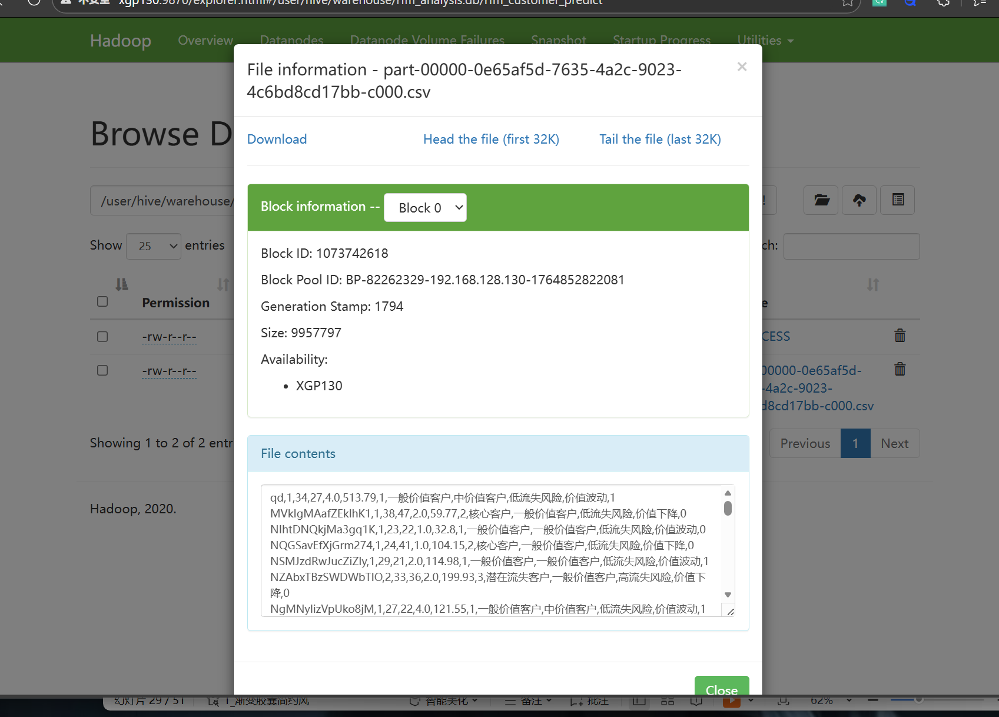 xgp130:9870/explorer.html#/user/hive/warehouse/rfm_analysis.db/rfm_customer_predict
Hadoop Overview Datanodes Datanode Volume Failures Snapshot Startup Progress Utilities
File information - part-00000-0e65af5d-7635-4a2c-9023-
4c6bd8cd17bb-c000.csv
×
Browse D
Download Head the file (first 32K) Tail the file (last 32K)
/user/hive/warehouse/
Block information -- Block 0
Show 25 entries
ch:
Permission
e
Block ID: 1073742618
Block Pool ID: BP-82262329-192.168.128.130-1764852822081
Generation Stamp: 1794
Size: 9957797
Availability:
XGP130
-rw-r--r--
CESS
-rw-r--r--
00000-0e65af5d-
-4a2c-9023-
d8cd17bb-c000.csv
Showing 1 to 2 of 2 entr
Previous 1 Next
Hadoop, 2020.
File contents
qd,1,34,27,4.0,513.79,1,一般价值客户,中价值客户,低流失风险,价值波动,1
MVkIgMAafZEkIhK1,1,38,47,2.0,59.77,2,核心客户,一般价值客户,低流失风险,价值下降,0
NIhtDNQkjMa3gq1K,1,23,22,1.0,32.8,1,一般价值客户,一般价值客户,低流失风险,价值波动,0
NQGSavEfXjGrm274,1,24,41,1.0,104.15,2,核心客户,一般价值客户,低流失风险,价值下降,0
NSMJzdRwJucZiZIy,1,29,21,2.0,114.98,1,一般价值客户,一般价值客户,低流失风险,价值波动,1
NZAbxTBzSWDWbTIO,2,33,36,2.0,199.93,3,潜在流失客户,一般价值客户,高流失风险,价值下
降,0
NgMNyIizVpUko8jM,1,27,22,4.0,121.55,1,一般价值客户,中价值客户,低流失风险,价值波动,1
Close
幻灯片 29 / 51 1_渐变胶囊简约风 智能美化 备注 批注 62%